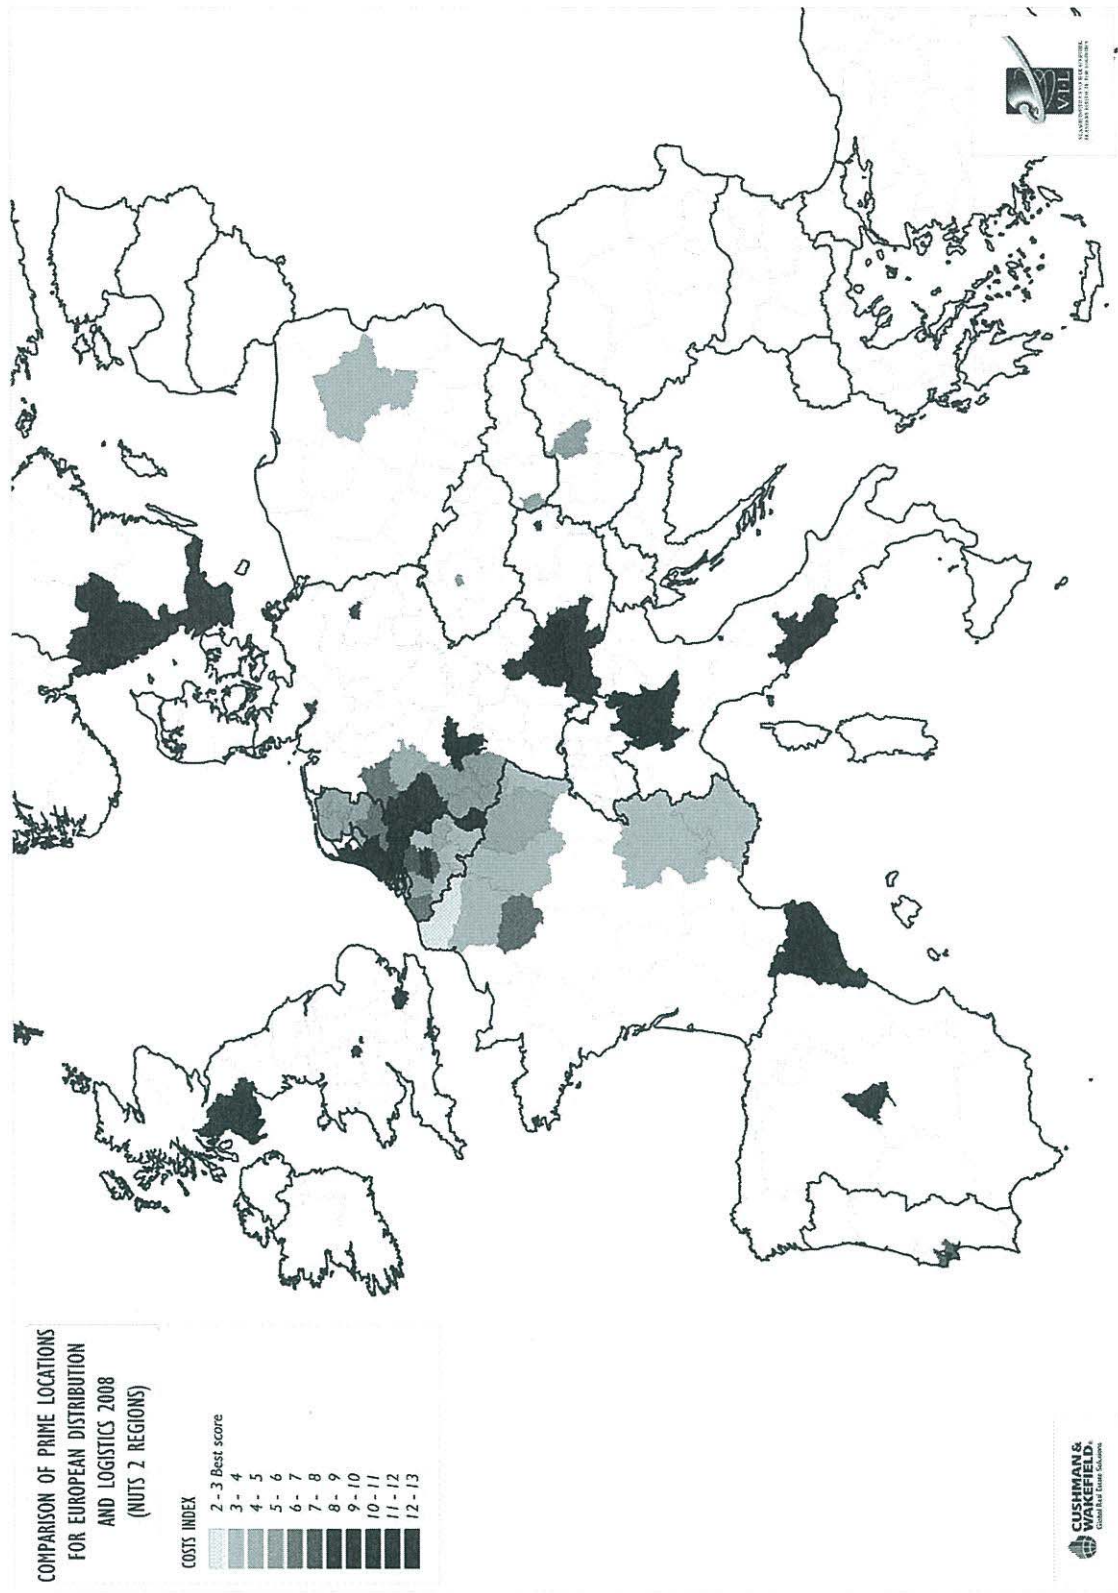 COMPARISON OF PRIME LOCATIONS
FOR EUROPEAN DISTRIBUTION
AND LOGISTICS 2008
(NUTS 2 REGIONS)
COSTS INDEX
2 - 3 Best score
3 - 4
4 - 5
5 - 6
6 - 7
7 - 8
8 - 9
9 - 10
10 - 11
11 - 12
12 - 13
CUSHMAN &
WAKEFIELD®
Global Real Estate Solutions
V·I·L